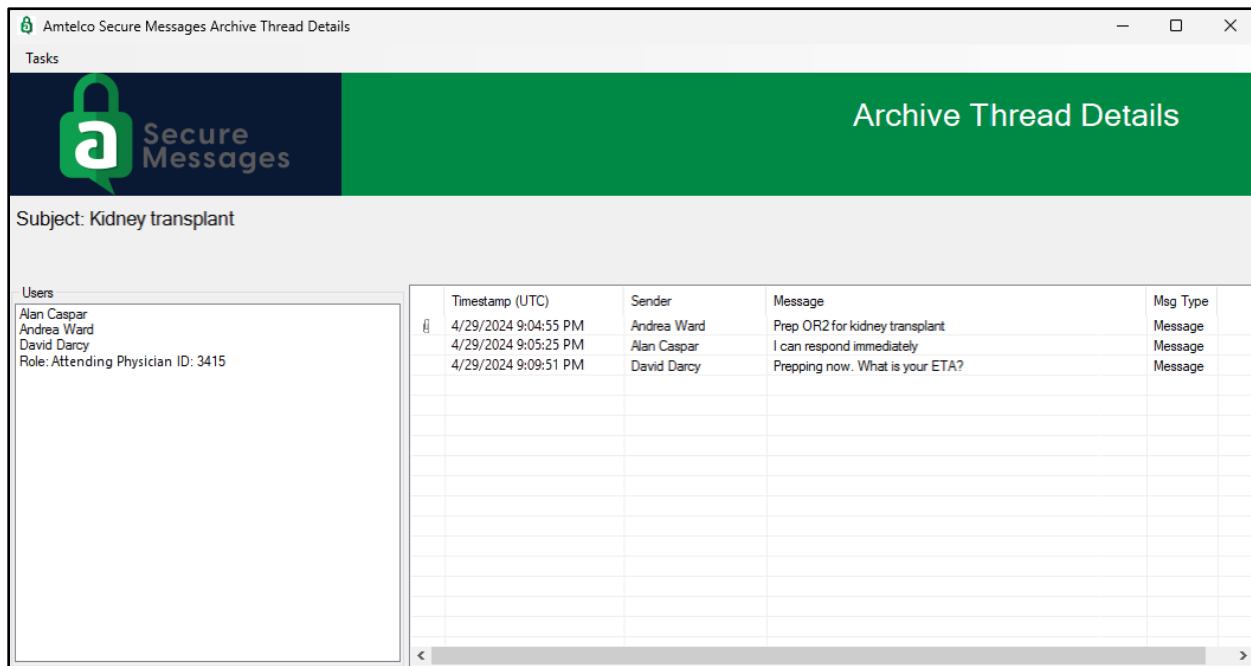 Amtelco Secure Messages Archive Thread Details
Tasks
a Secure
Messages
Archive Thread Details
Subject: Kidney transplant
Users
Alan Caspar
Andrea Ward
David Darcy
Role: Attending Physician ID: 3415
Timestamp (UTC) Sender Message Msg Type
4/29/2024 9:04:55 PM Andrea Ward Prep OR2 for kidney transplant Message
4/29/2024 9:05:25 PM Alan Caspar I can respond immediately Message
4/29/2024 9:09:51 PM David Darcy Prepping now. What is your ETA? Message